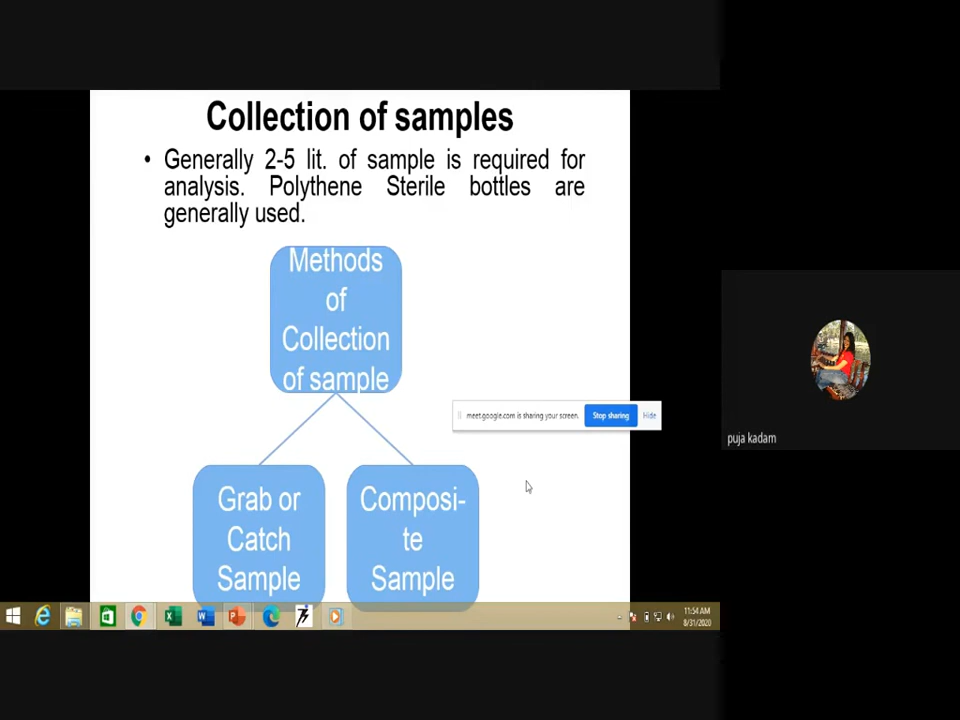 Collection of samples
• Generally 2-5 lit. of sample is required for
analysis. Polythene Sterile bottles are
generally used.
Methods
of
Collection
of sample
meet.google.com is sharing your screen.
Stop sharing
Hide
puja kadam
Grab or
Catch
Sample
Composi-
te
Sample
11:54 AM
8/31/2020